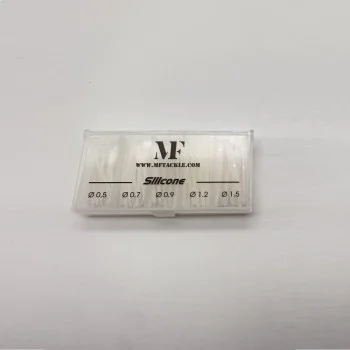 MF
WWW.MFTACKLE.COM
Silicone
Ø 0.5 Ø 0.7 Ø 0.9 Ø 1.2 Ø 1.5